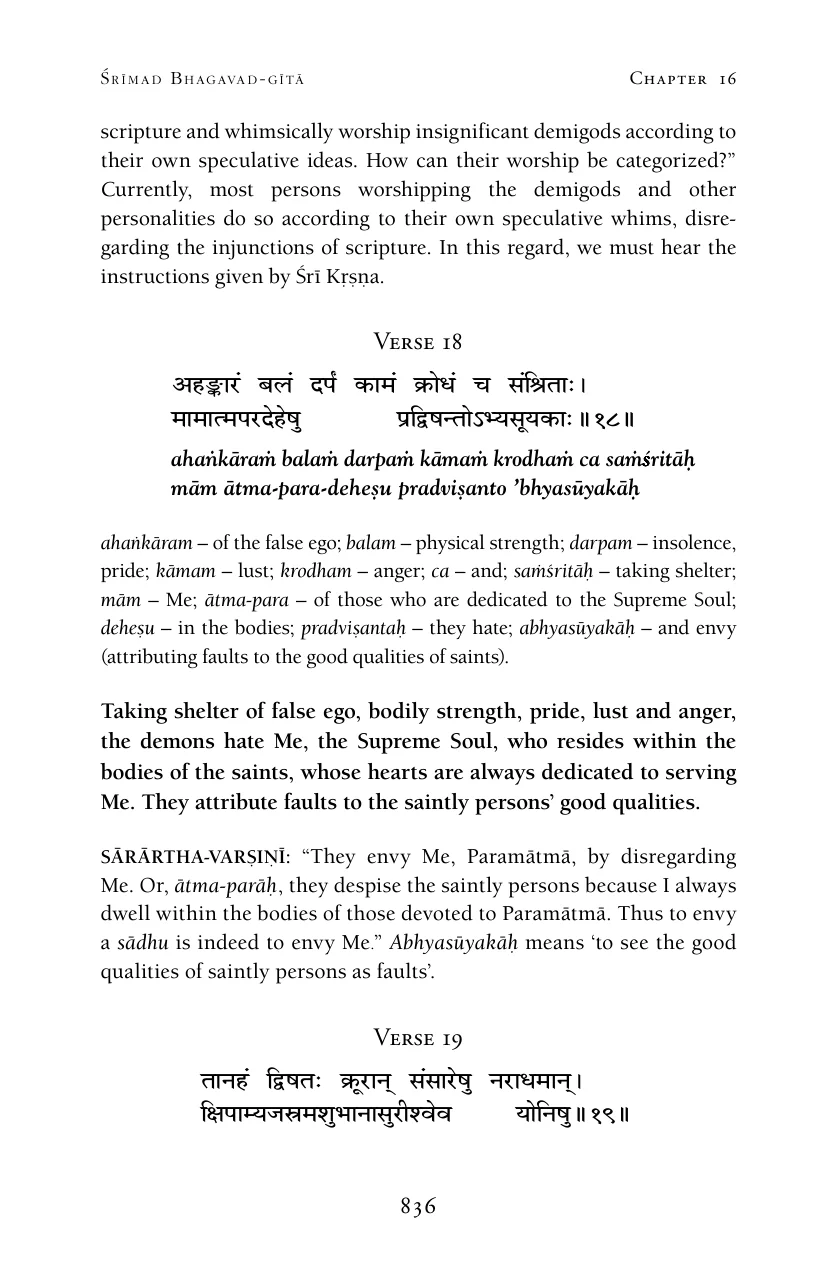 Śrīmad Bhagavad-gītā Chapter 16
scripture and whimsically worship insignificant demigods according to
their own speculative ideas. How can their worship be categorized?”
Currently, most persons worshipping the demigods and other
personalities do so according to their own speculative whims, disre-
garding the injunctions of scripture. In this regard, we must hear the
instructions given by Śrī Kṛṣṇa.
Verse 18
अहङ्कारं बलं दर्पं कामं क्रोधं च संश्रिताः।
मामात्मपरदेहेषु प्रद्विषन्तोऽभ्यसूयकाः॥१८॥
ahaṅkāraṁ balaṁ darpaṁ kāmaṁ krodhaṁ ca saṁśritāḥ
mām ātma-para-deheṣu pradviṣanto ’bhyasūyakāḥ
ahaṅkāram – of the false ego; balam – physical strength; darpam – insolence,
pride; kāmam – lust; krodham – anger; ca – and; saṁśritāḥ – taking shelter;
mām – Me; ātma-para – of those who are dedicated to the Supreme Soul;
deheṣu – in the bodies; pradviṣantaḥ – they hate; abhyasūyakāḥ – and envy
(attributing faults to the good qualities of saints).
Taking shelter of false ego, bodily strength, pride, lust and anger,
the demons hate Me, the Supreme Soul, who resides within the
bodies of the saints, whose hearts are always dedicated to serving
Me. They attribute faults to the saintly persons’ good qualities.
SĀRĀRTHA-VARṢIṆĪ: “They envy Me, Paramātmā, by disregarding
Me. Or, ātma-parāḥ, they despise the saintly persons because I always
dwell within the bodies of those devoted to Paramātmā. Thus to envy
a sādhu is indeed to envy Me.” Abhyasūyakāḥ means ‘to see the good
qualities of saintly persons as faults’.
Verse 19
तानहं द्विषतः क्रूरान् संसारेषु नराधमान्।
क्षिपाम्यजस्रमशुभानासुरीश्वेव योनिषु॥१९॥
836